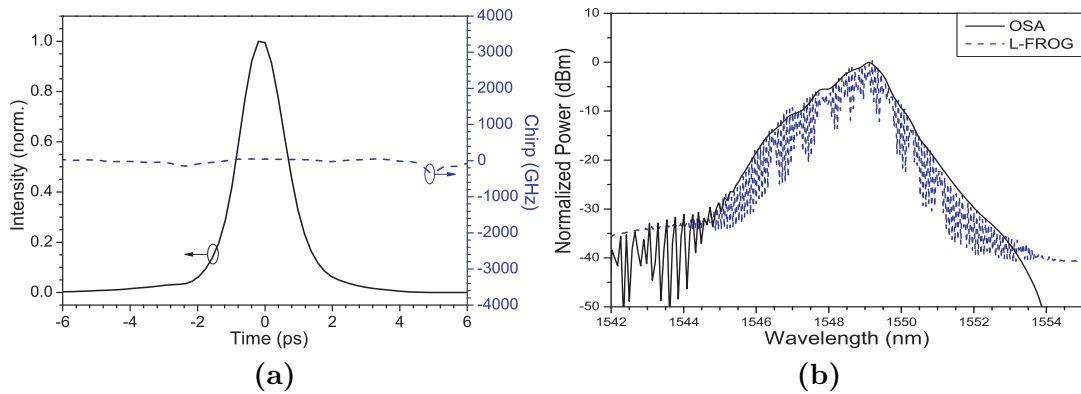 1.0
0.8
0.6
0.4
0.2
0.0
Intensity (norm.)
-6 -4 -2 0 2 4 6
Time (ps)
4000
3000
2000
1000
0
-1000
-2000
-3000
-4000
Chirp (GHz)
(a)
10
0
-10
-20
-30
-40
-50
Normalized Power (dBm)
OSA
L-FROG
1542 1544 1546 1548 1550 1552 1554
Wavelength (nm)
(b)